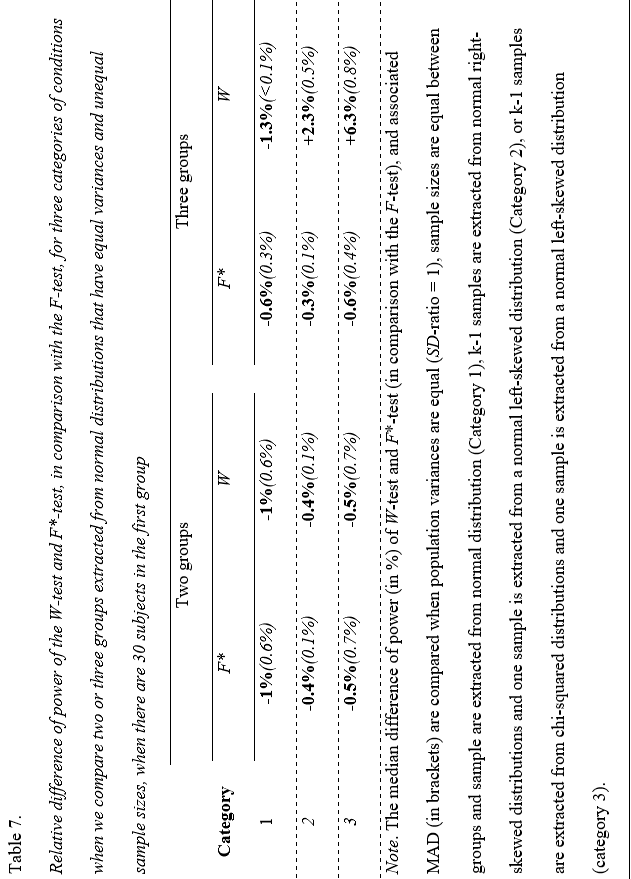 Table 7.
Relative difference of power of the W-test and F*-test, in comparison with the F-test, for three categories of conditions
when we compare two or three groups extracted from normal distributions that have equal variances and unequal
sample sizes, when there are 30 subjects in the first group
Two groups Three groups
Category F* W F* W
1 -1%(0.6%) -1%(0.6%) -0.6%(0.3%) -1.3%(<0.1%)
2 -0.4%(0.1%) -0.4%(0.1%) -0.3%(0.1%) +2.3%(0.5%)
3 -0.5%(0.7%) -0.5%(0.7%) -0.6%(0.4%) +6.3%(0.8%)
Note. The median difference of power (in %) of W-test and F*-test (in comparison with the F-test), and associated
MAD (in brackets) are compared when population variances are equal (SD-ratio = 1), sample sizes are equal between
groups and sample are extracted from normal distribution (Category 1), k-1 samples are extracted from normal right-
skewed distributions and one sample is extracted from a normal left-skewed distribution (Category 2), or k-1 samples
are extracted from chi-squared distributions and one sample is extracted from a normal left-skewed distribution
(category 3).